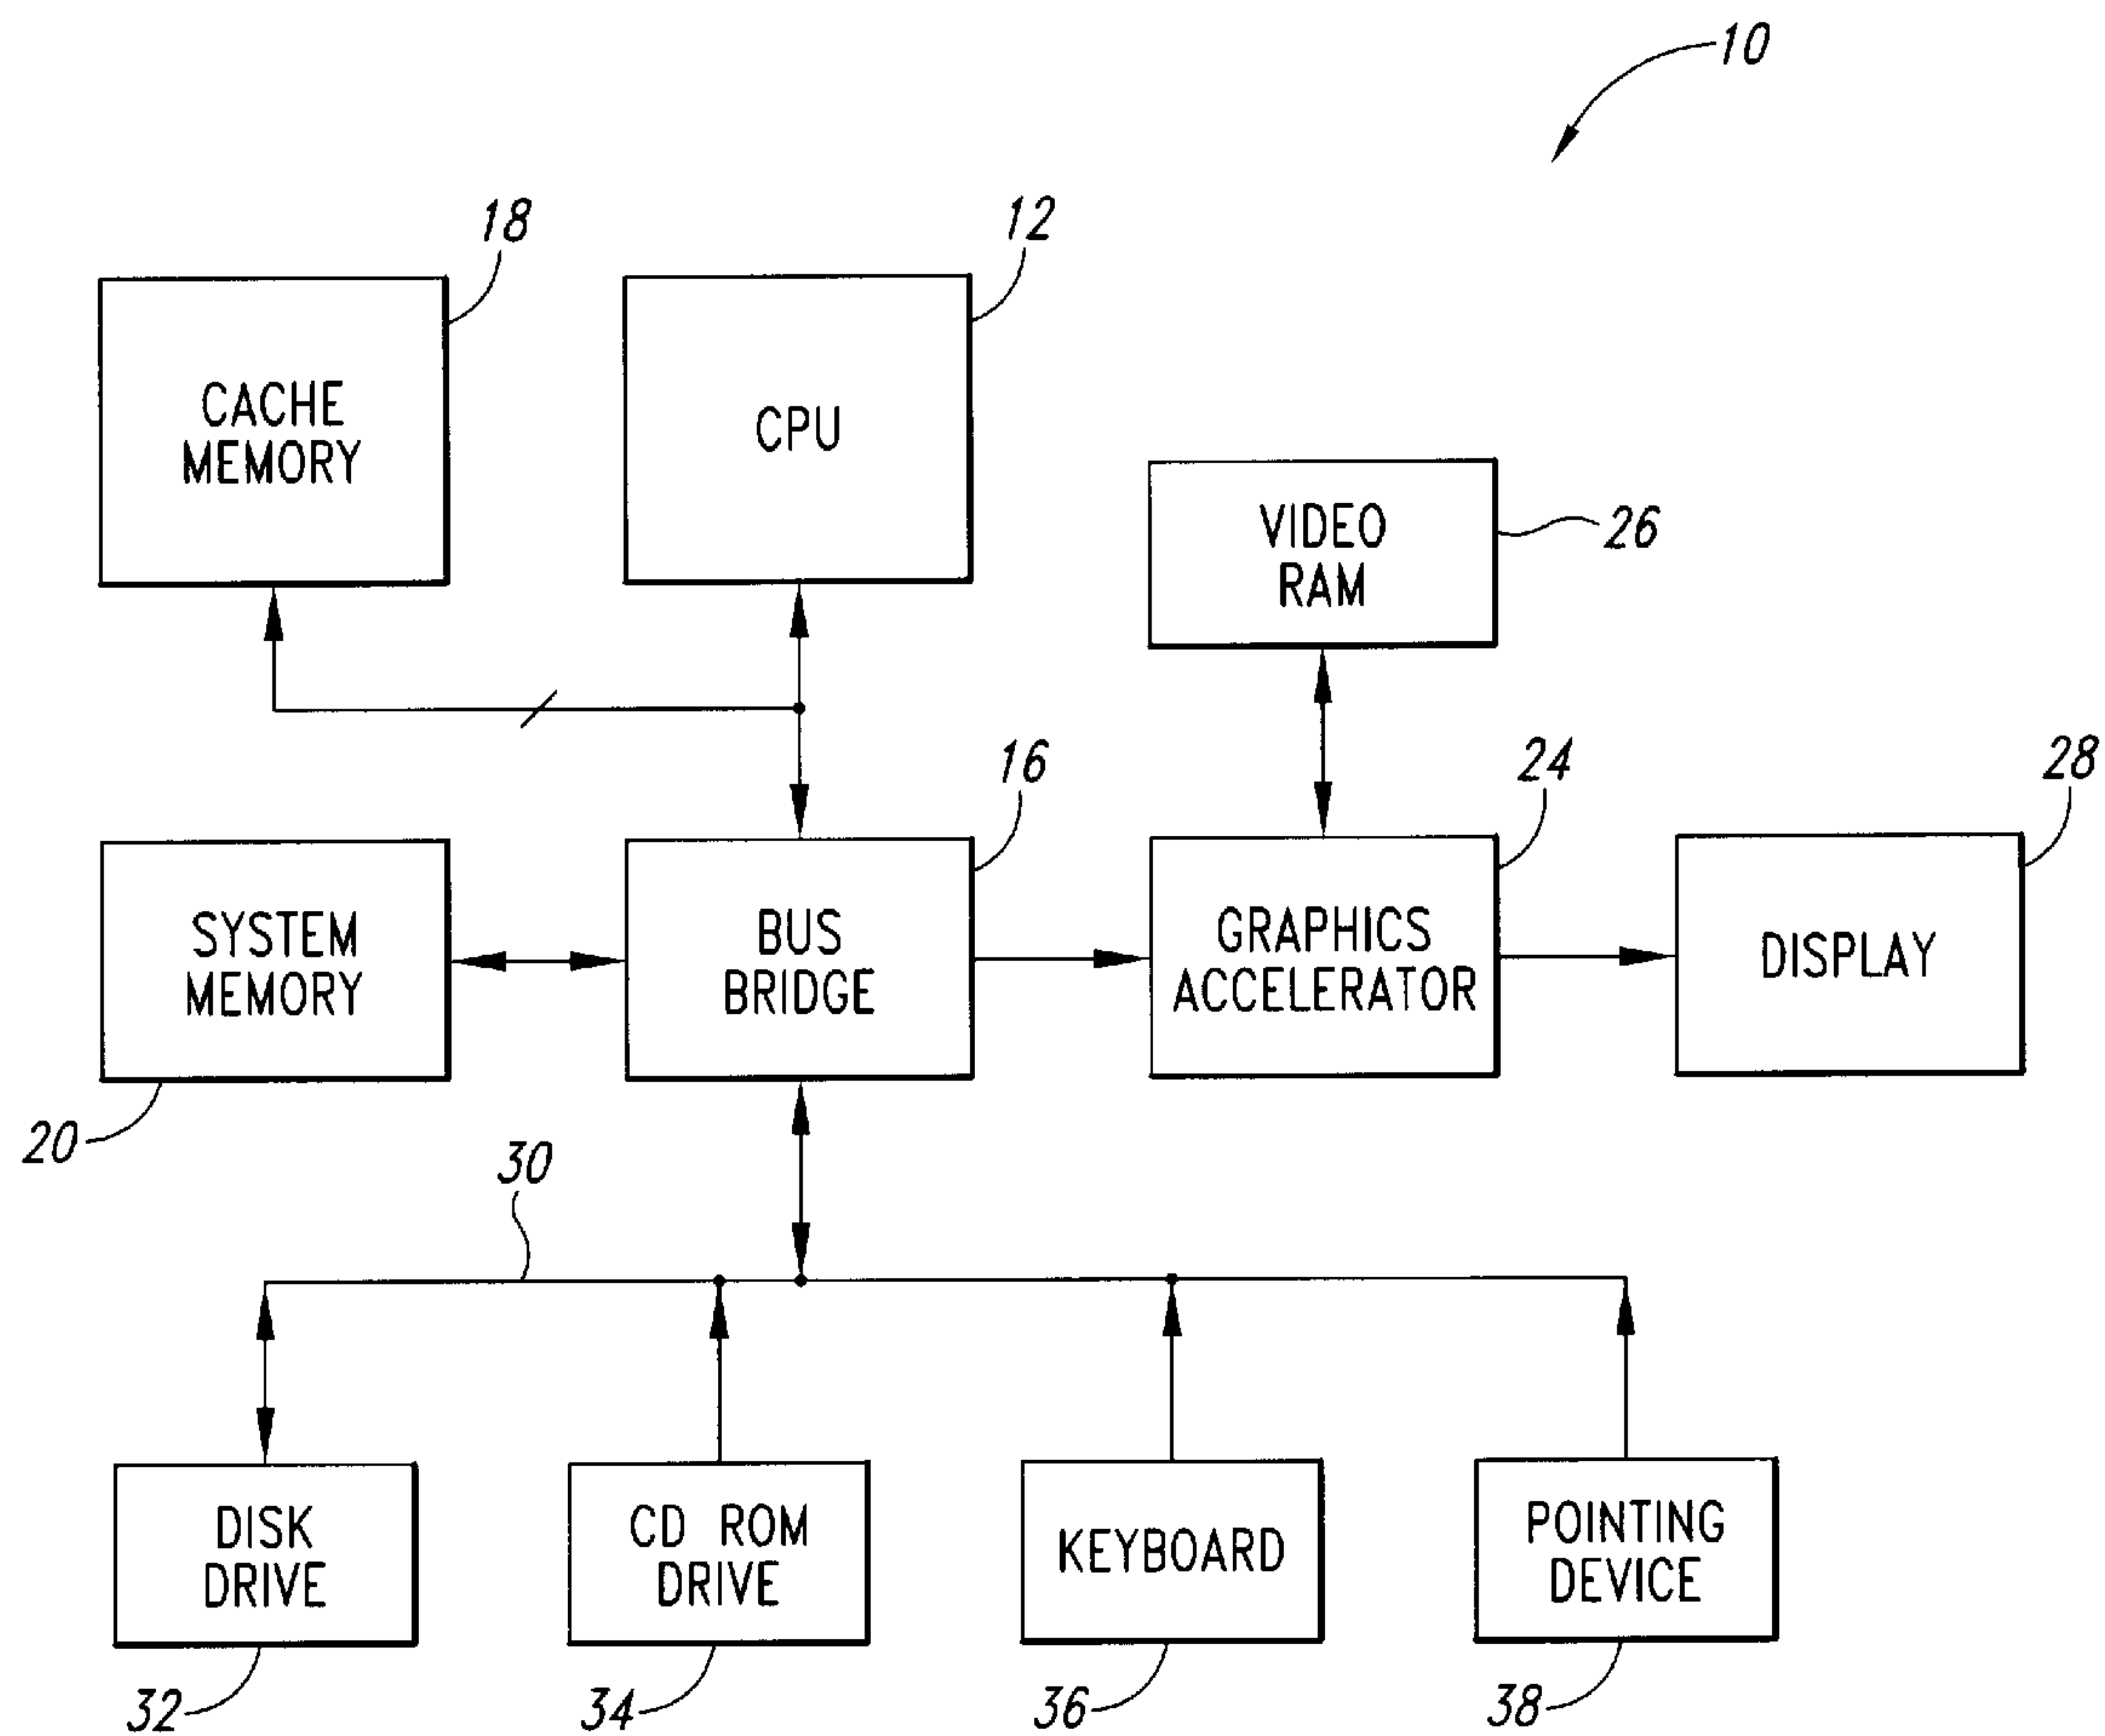 10
18
12
CACHE
MEMORY
CPU
VIDEO
RAM
26
16
24
28
SYSTEM
MEMORY
BUS
BRIDGE
GRAPHICS
ACCELERATOR
DISPLAY
20
30
DISK
DRIVE
CD ROM
DRIVE
KEYBOARD
POINTING
DEVICE
32
34
36
38